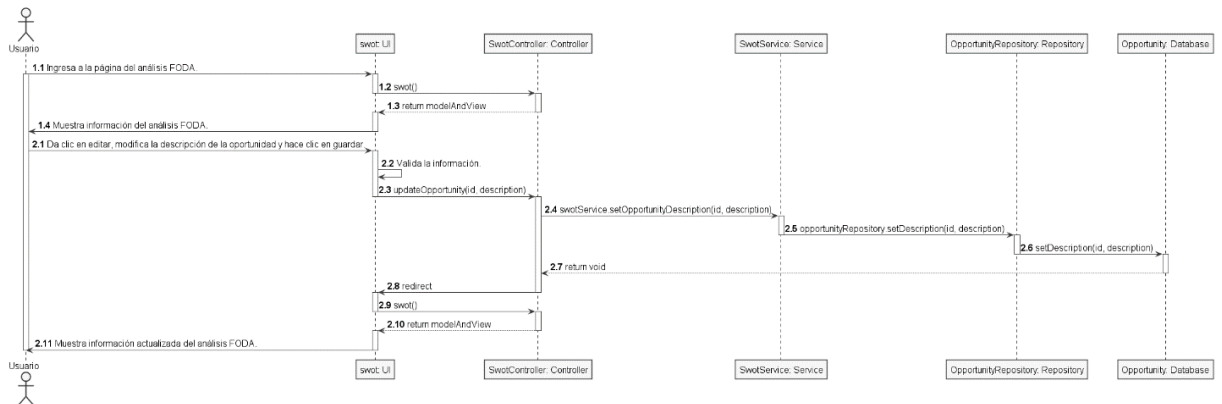 Usuario
swot: UI
SwotController: Controller
SwotService: Service
OpportunityRepository: Repository
Opportunity: Database
1.1 Ingresa a la página del análisis FODA.
1.2 swot()
1.3 return modelAndView
1.4 Muestra información del análisis FODA.
2.1 Da clic en editar, modifica la descripción de la oportunidad y hace clic en guardar
2.2 Valida la información.
2.3 updateOpportunity(id, description)
2.4 swotService.setOpportunityDescription(id, description)
2.5 opportunityRepository.setDescription(id, description)
2.6 setDescription(id, description)
2.7 return void
2.8 redirect
2.9 swot()
2.10 return modelAndView
2.11 Muestra información actualizada del análisis FODA.
Usuario
swot: UI
SwotController: Controller
SwotService: Service
OpportunityRepository: Repository
Opportunity: Database